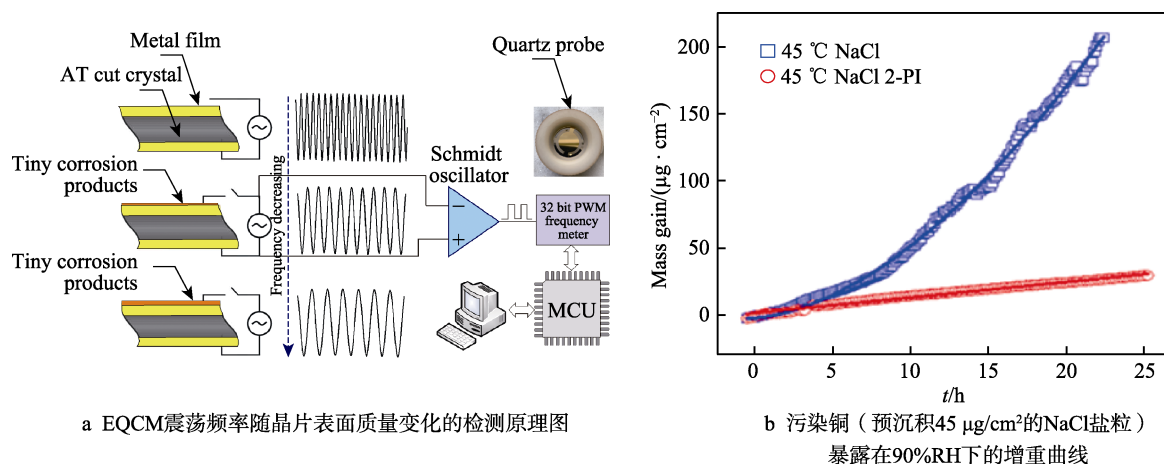 Metal film
AT cut crystal
Tiny corrosion
products
Tiny corrosion
products
Frequency decreasing
Quartz probe
Schmidt
oscillator
−
+
32 bit PWM
frequency
meter
MCU
a EQCM震荡频率随晶片表面质量变化的检测原理图
Mass gain/(μg · cm⁻²)
200
150
100
50
0
45 ℃ NaCl
45 ℃ NaCl 2-PI
0 5 10 15 20 25
t/h
b 污染铜（预沉积45 μg/cm²的NaCl盐粒）
暴露在90%RH下的增重曲线